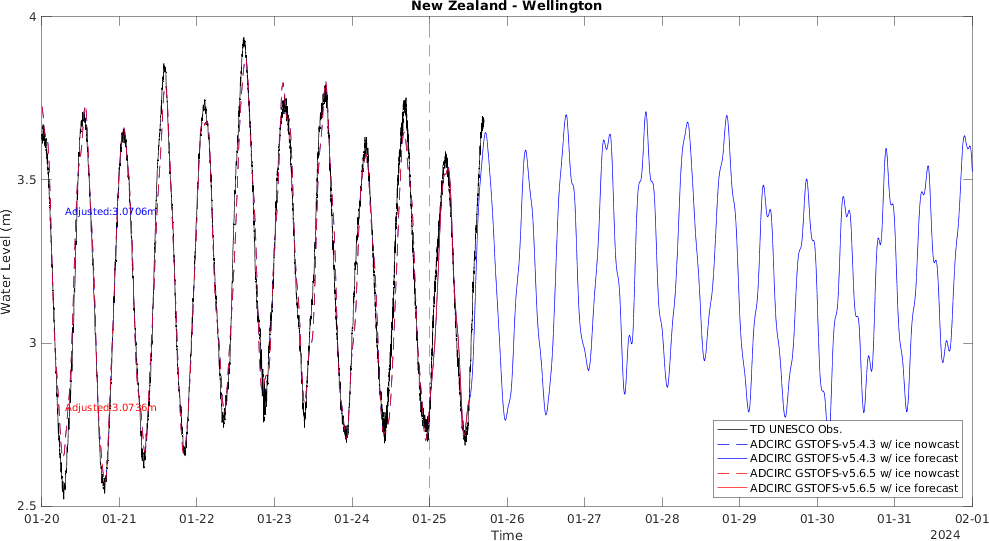 New Zealand - Wellington
4
3.5
3
2.5
Water Level (m)
Adjusted:3.0706m
Adjusted:3.0736m
TD UNESCO Obs.
ADCIRC GSTOFS-v5.4.3 w/ ice nowcast
ADCIRC GSTOFS-v5.4.3 w/ ice forecast
ADCIRC GSTOFS-v5.6.5 w/ ice nowcast
ADCIRC GSTOFS-v5.6.5 w/ ice forecast
01-20 01-21 01-22 01-23 01-24 01-25 01-26 01-27 01-28 01-29 01-30 01-31 02-01
Time
2024